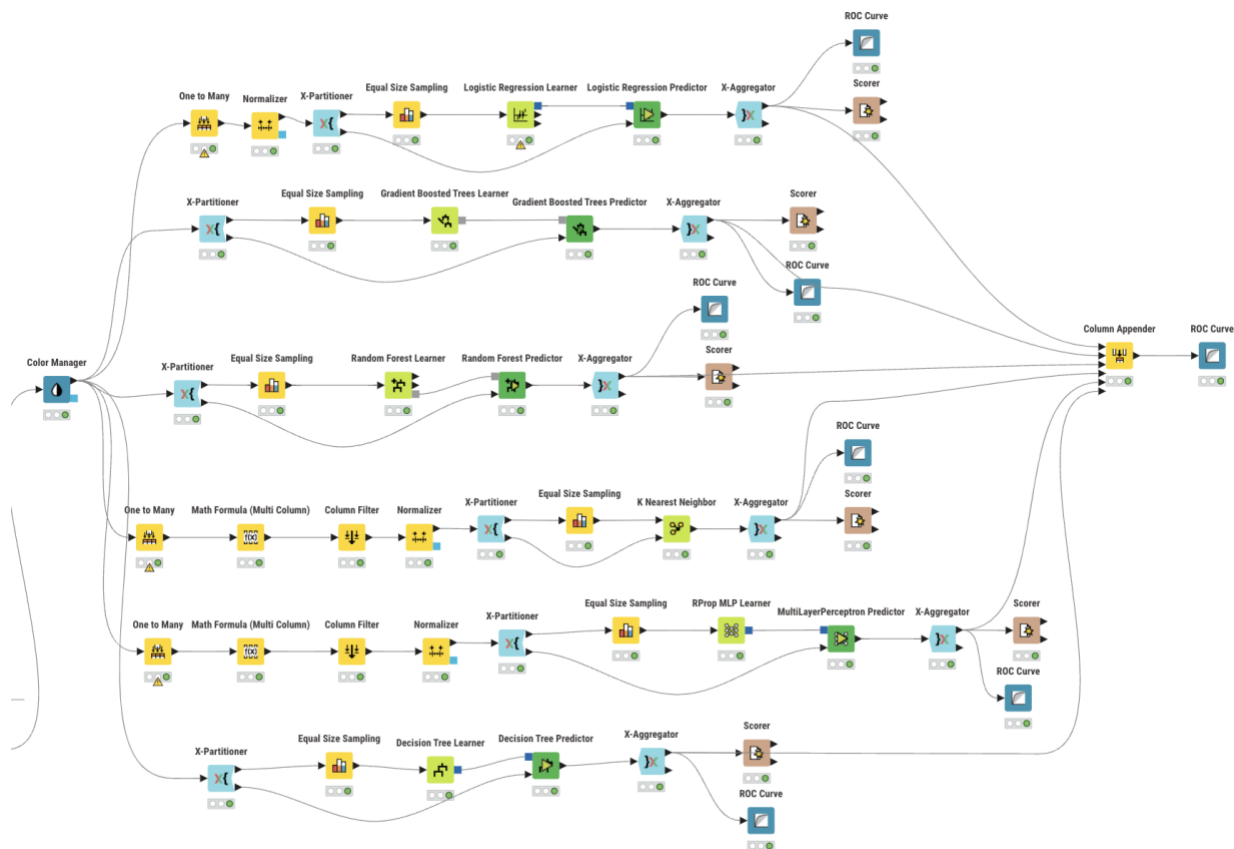 ROC Curve
One to Many
Normalizer
X-Partitioner
Equal Size Sampling
Logistic Regression Learner
Logistic Regression Predictor
X-Aggregator
Scorer
X-Partitioner
Equal Size Sampling
Gradient Boosted Trees Learner
Gradient Boosted Trees Predictor
X-Aggregator
Scorer
ROC Curve
ROC Curve
Color Manager
X-Partitioner
Equal Size Sampling
Random Forest Learner
Random Forest Predictor
X-Aggregator
Scorer
Column Appender
ROC Curve
ROC Curve
One to Many
Math Formula (Multi Column)
Column Filter
Normalizer
X-Partitioner
Equal Size Sampling
K Nearest Neighbor
X-Aggregator
Scorer
One to Many
Math Formula (Multi Column)
Column Filter
Normalizer
X-Partitioner
Equal Size Sampling
RProp MLP Learner
MultiLayerPerceptron Predictor
X-Aggregator
Scorer
ROC Curve
X-Partitioner
Equal Size Sampling
Decision Tree Learner
Decision Tree Predictor
X-Aggregator
Scorer
ROC Curve